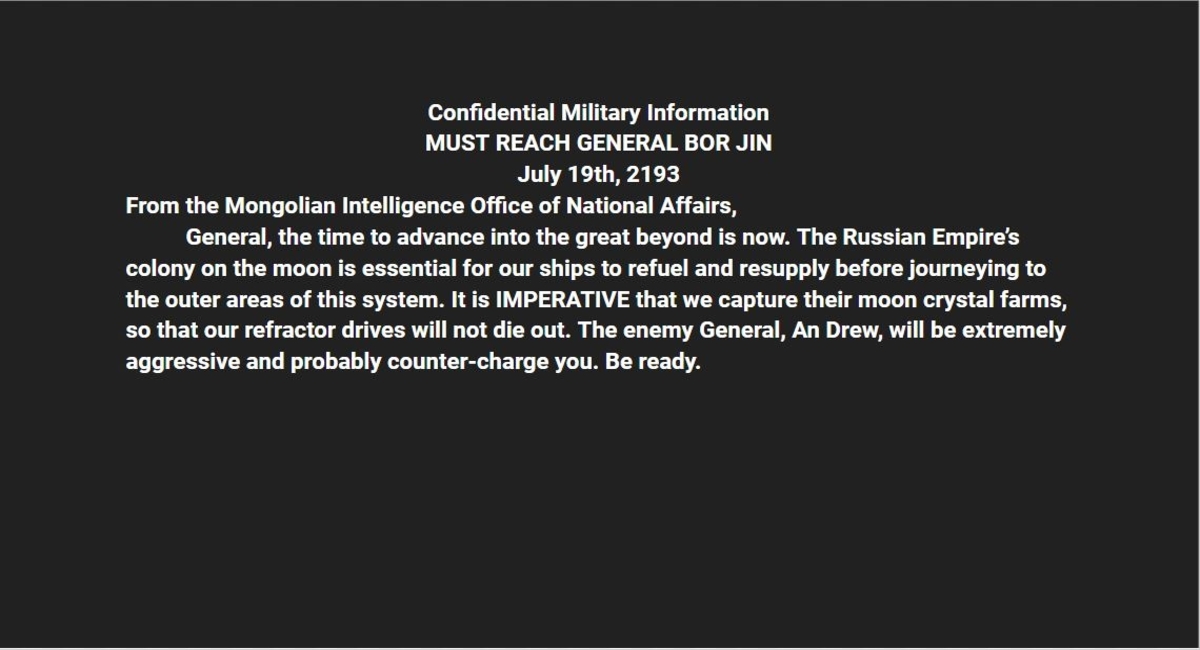 Confidential Military Information
MUST REACH GENERAL BOR JIN
July 19th, 2193
From the Mongolian Intelligence Office of National Affairs,
General, the time to advance into the great beyond is now. The Russian Empire’s
colony on the moon is essential for our ships to refuel and resupply before journeying to
the outer areas of this system. It is IMPERATIVE that we capture their moon crystal farms,
so that our refractor drives will not die out. The enemy General, An Drew, will be extremely
aggressive and probably counter-charge you. Be ready.